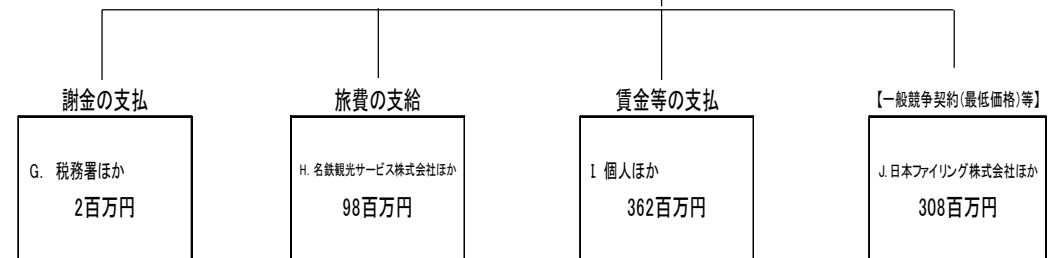 謝金の支払
旅費の支給
賃金等の支払
【一般競争契約(最低価格)等】
G. 税務署ほか
2百万円
H. 名鉄観光サービス株式会社ほか
98百万円
I 個人ほか
362百万円
J. 日本ファイリング株式会社ほか
308百万円